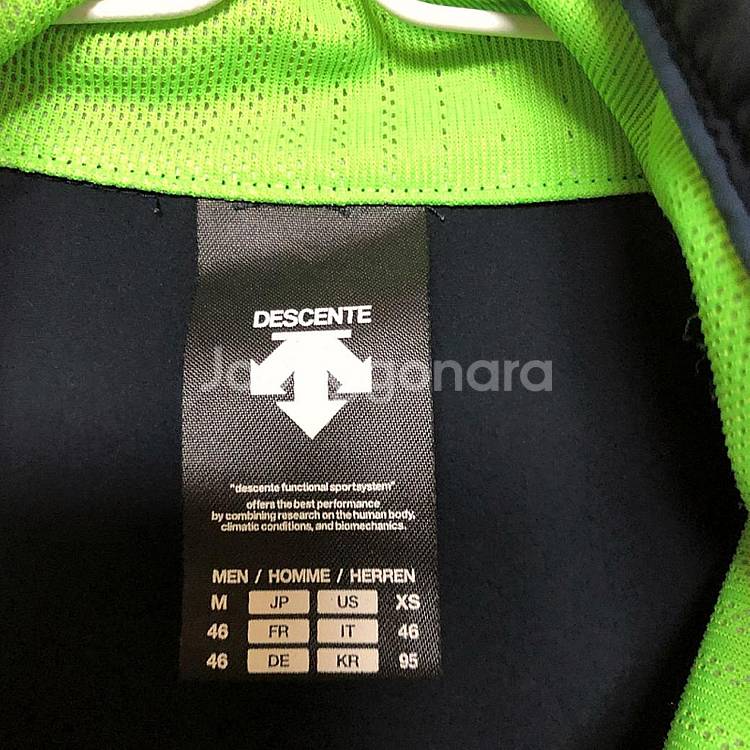 DESCENTE
Joonggonara
"descente functional sportsystem"
offers the best performance
by combining research on the human body,
climatic conditions, and biomechanics.
MEN / HOMME / HERREN
M JP US XS
46 FR IT 46
46 DE KR 95